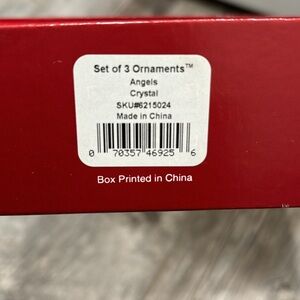 Set of 3 Ornaments™
Angels
Crystal
SKU#6215024
Made in China
0 70357 46925 6
Box Printed in China